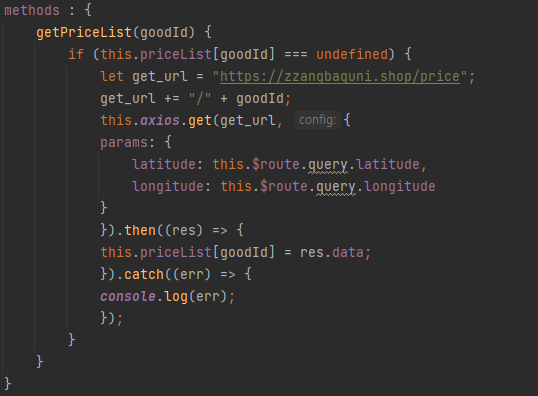 methods : {
    getPriceList(goodId) {
        if (this.priceList[goodId] === undefined) {
            let get_url = "https://zzangbaguni.shop/price";
            get_url += "/" + goodId;
            this.axios.get(get_url, config: {
            params: {
                latitude: this.$route.query.latitude,
                longitude: this.$route.query.longitude
            }
            }).then((res) => {
            this.priceList[goodId] = res.data;
            }).catch((err) => {
            console.log(err);
            });
        }
    }
}